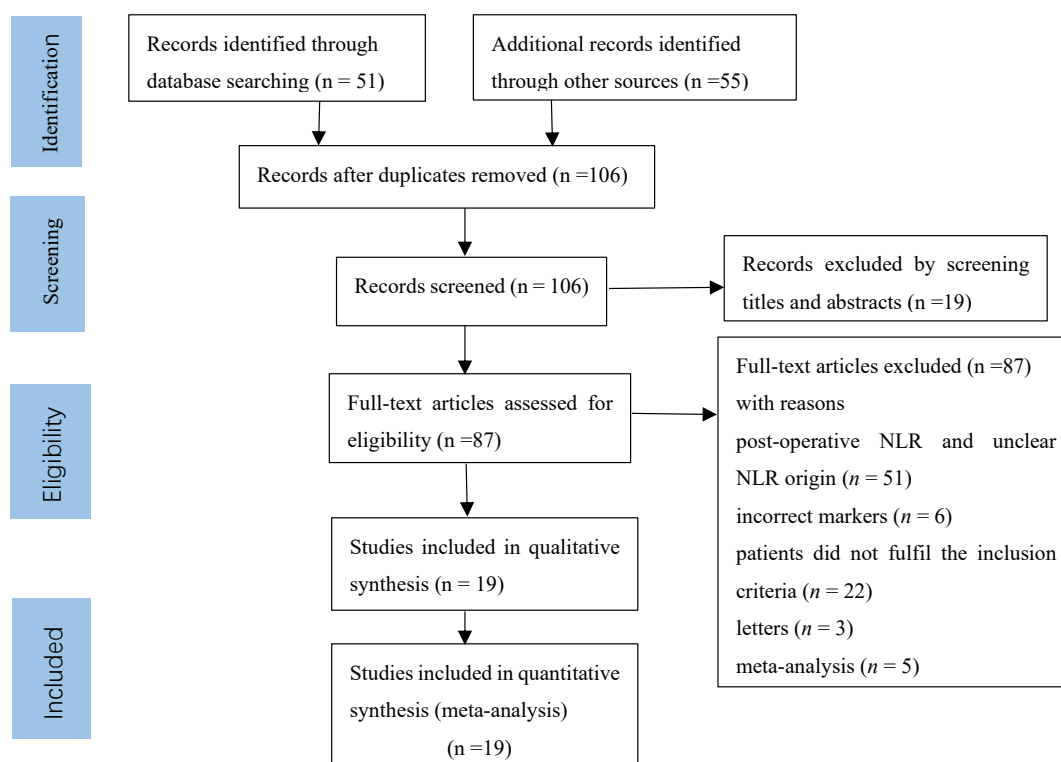 Identification
Records identified through
database searching (n = 51)
Additional records identified
through other sources (n =55)
Records after duplicates removed (n =106)
Screening
Records screened (n = 106)
Records excluded by screening
titles and abstracts (n =19)
Eligibility
Full-text articles assessed for
eligibility (n =87)
Full-text articles excluded (n =87)
with reasons
post-operative NLR and unclear
NLR origin (n = 51)
incorrect markers (n = 6)
patients did not fulfil the inclusion
criteria (n = 22)
letters (n = 3)
meta-analysis (n = 5)
Studies included in qualitative
synthesis (n = 19)
Included
Studies included in quantitative
synthesis (meta-analysis)
(n =19)